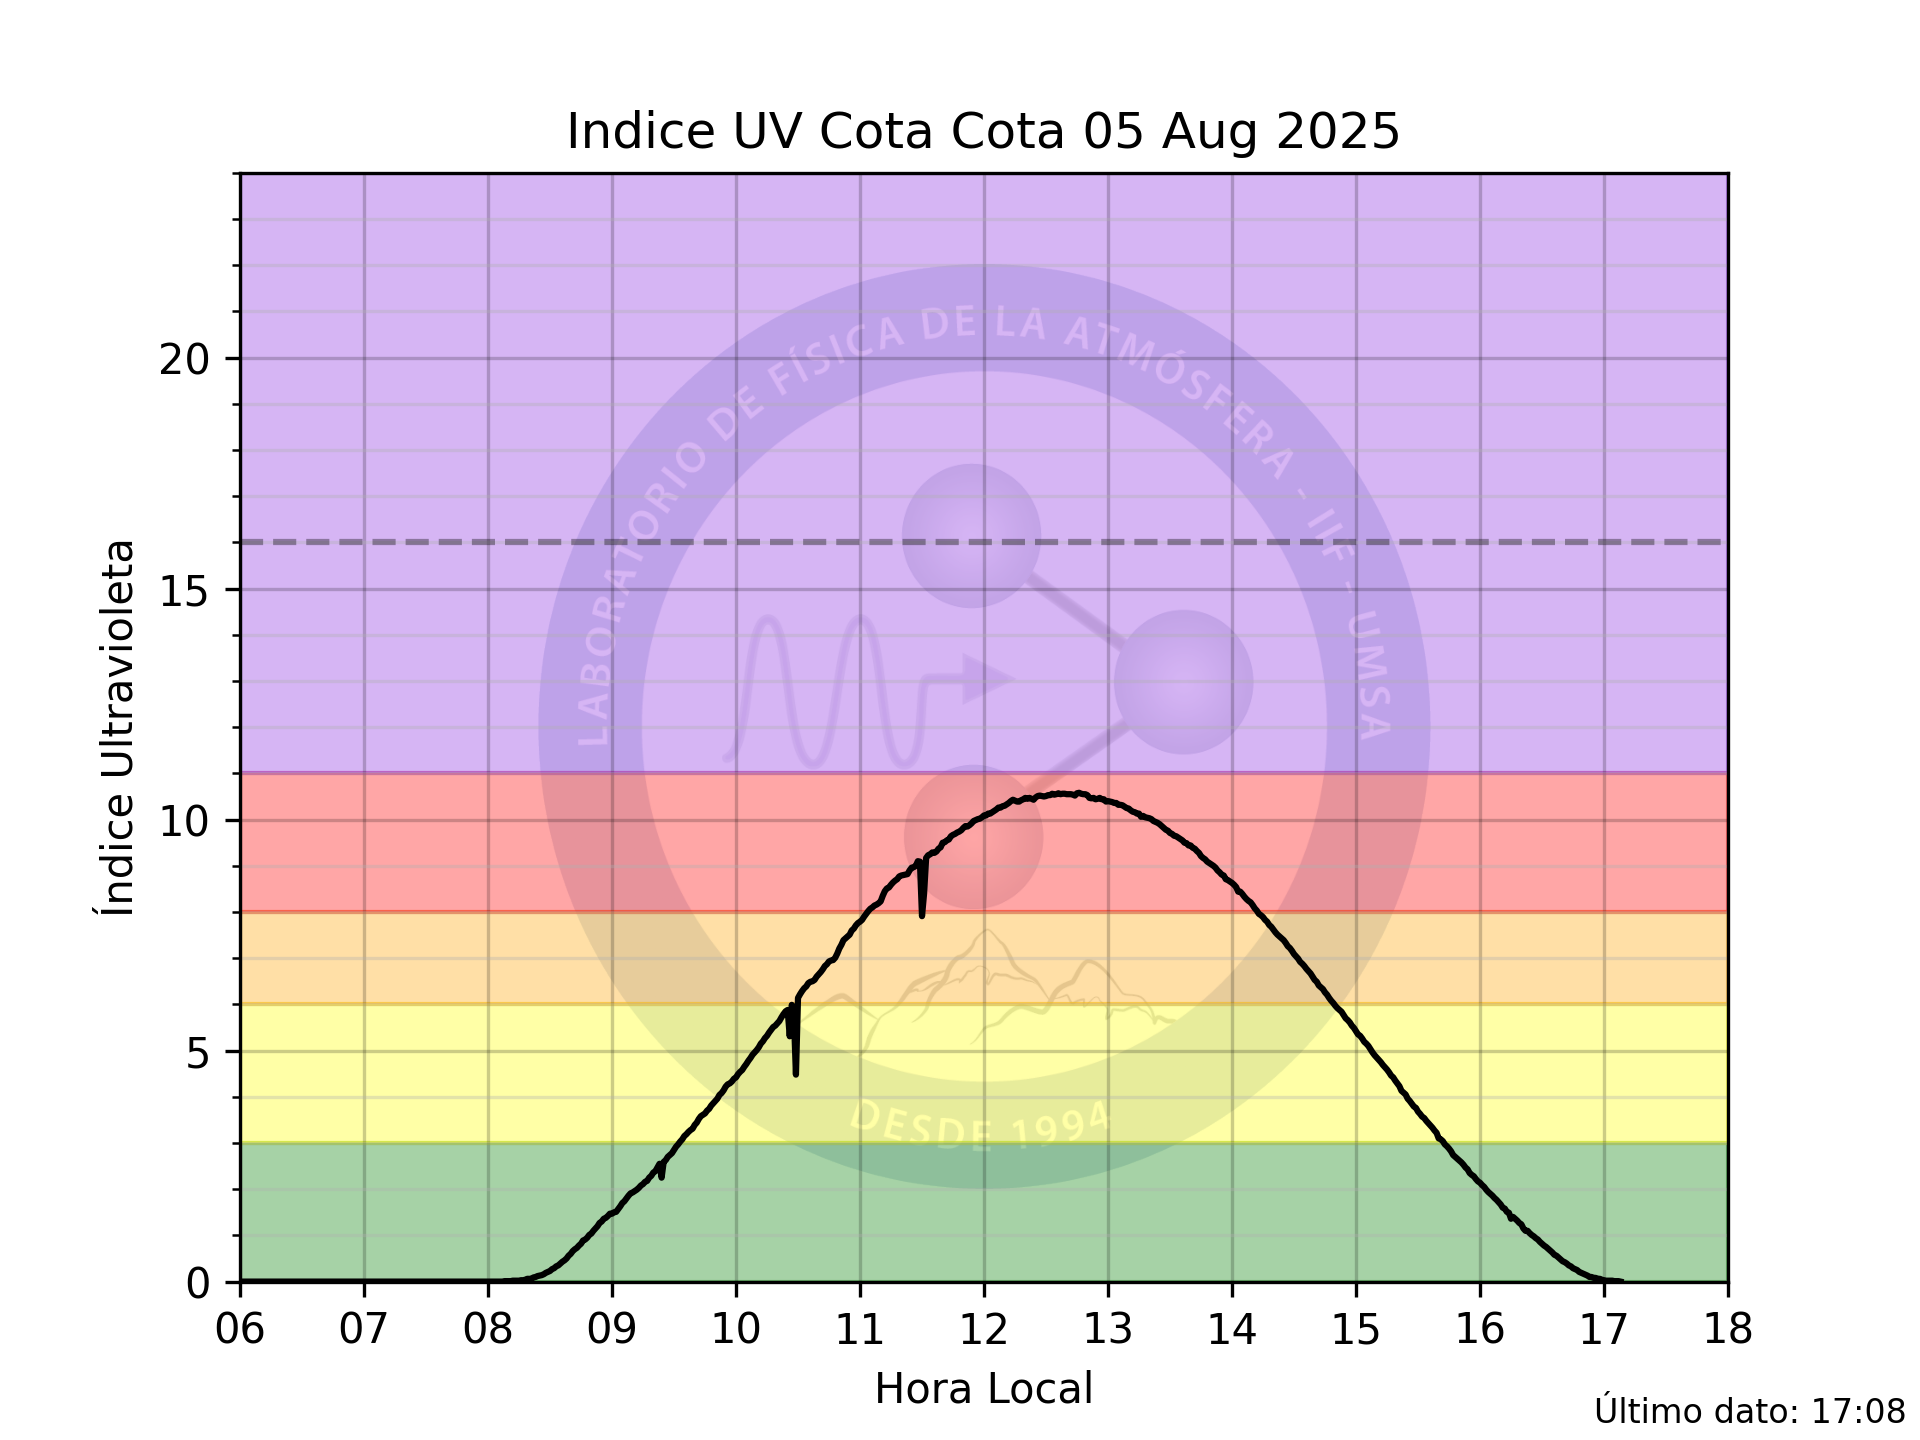 Indice UV Cota Cota 05 Aug 2025
Índice Ultravioleta
20
15
10
5
0
LABORATORIO DE FÍSICA DE LA ATMÓSFERA - IIF - UMSA
DESDE 1994
06 07 08 09 10 11 12 13 14 15 16 17 18
Hora Local
Último dato: 17:08